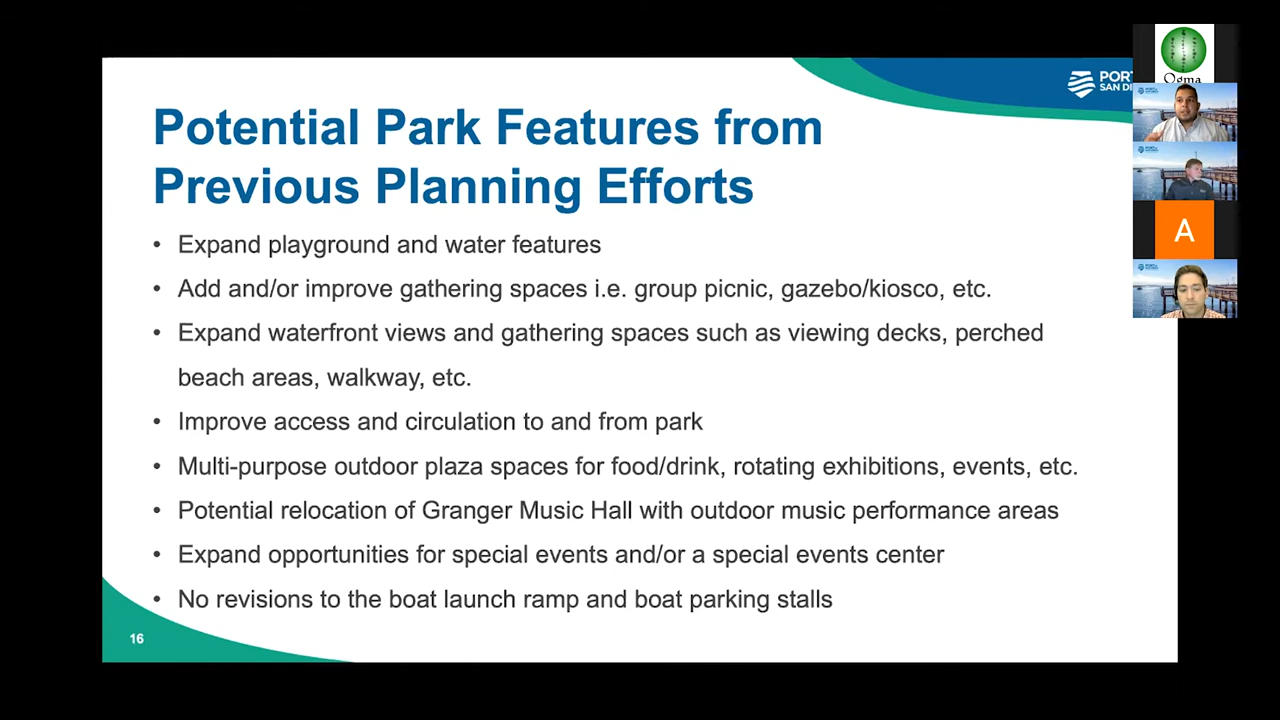 PORT
SAN DI
Ogma
Potential Park Features from
Previous Planning Efforts
• Expand playground and water features
• Add and/or improve gathering spaces i.e. group picnic, gazebo/kiosco, etc.
• Expand waterfront views and gathering spaces such as viewing decks, perched
beach areas, walkway, etc.
• Improve access and circulation to and from park
• Multi-purpose outdoor plaza spaces for food/drink, rotating exhibitions, events, etc.
• Potential relocation of Granger Music Hall with outdoor music performance areas
• Expand opportunities for special events and/or a special events center
• No revisions to the boat launch ramp and boat parking stalls
16
A